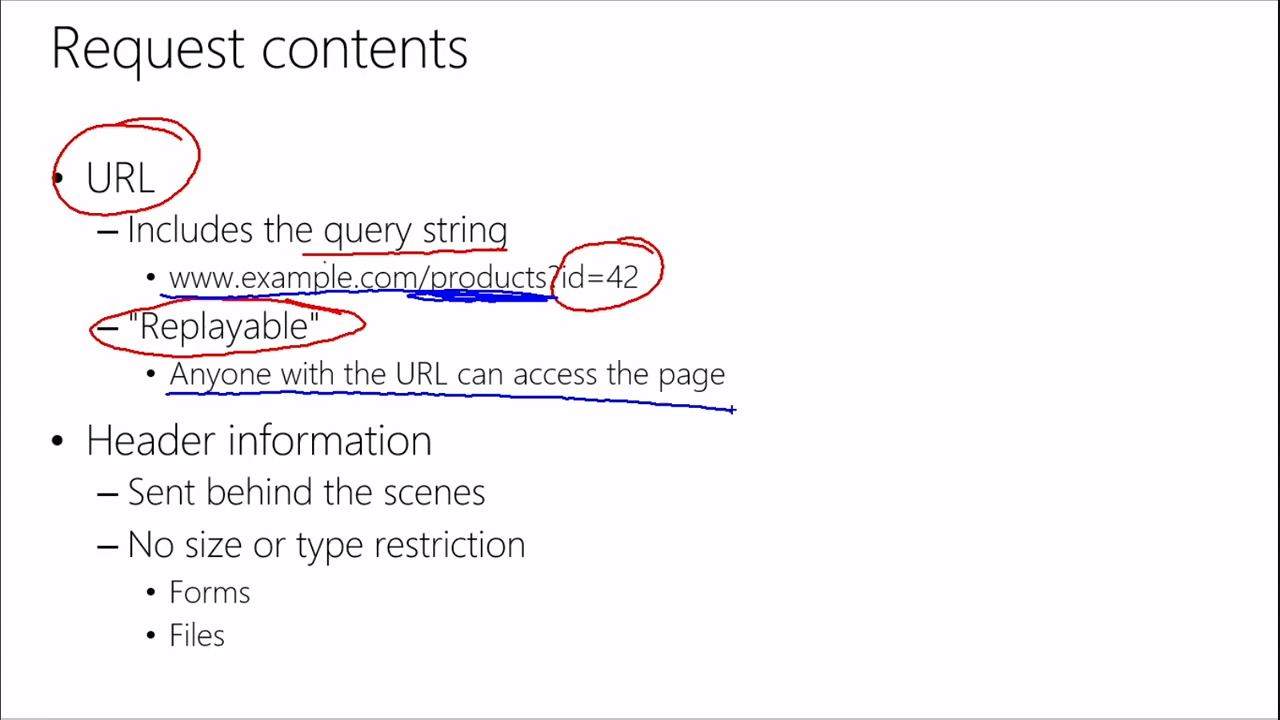 Request contents
• URL
– Includes the query string
• www.example.com/products?id=42
– "Replayable"
• Anyone with the URL can access the page
• Header information
– Sent behind the scenes
– No size or type restriction
• Forms
• Files